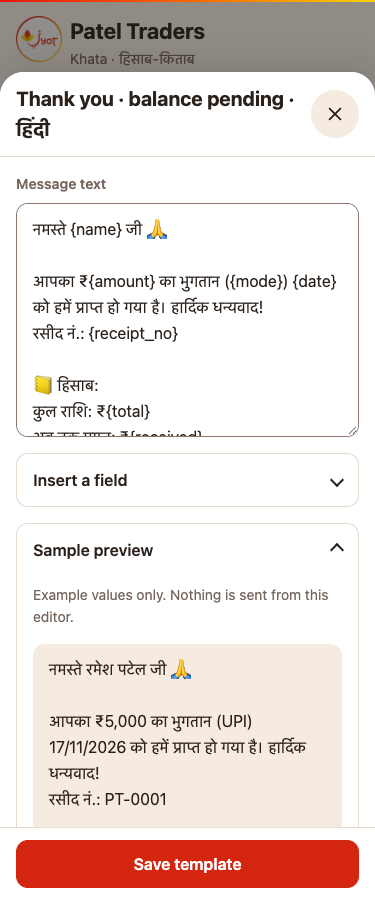 Jyot
Patel Traders
Khata · हिसाब-किताब
Thank you · balance pending ·
हिंदी
Message text
नमस्ते {name} जी 🙏
आपका ₹{amount} का भुगतान ({mode}) {date}
को हमें प्राप्त हो गया है। हार्दिक धन्यवाद!
रसीद नं.: {receipt_no}
📒 हिसाब:
कुल राशि: ₹{total}
Insert a field
Sample preview
Example values only. Nothing is sent from this
editor.
नमस्ते रमेश पटेल जी 🙏
आपका ₹5,000 का भुगतान (UPI)
17/11/2026 को हमें प्राप्त हो गया है। हार्दिक
धन्यवाद!
रसीद नं.: PT-0001
Save template